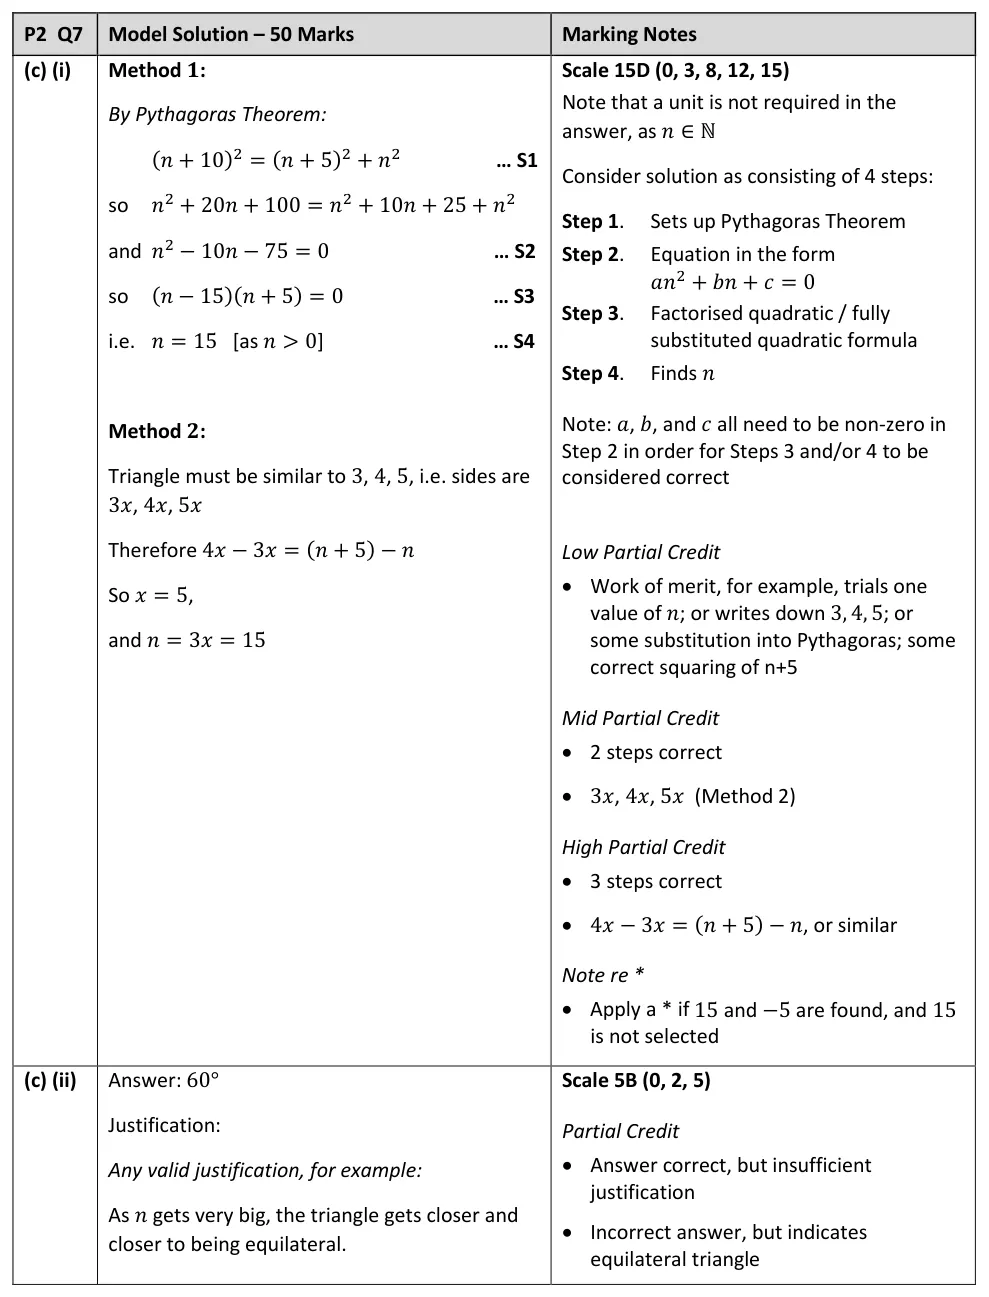 P2 Q7 Model Solution – 50 Marks Marking Notes
(c) (i) Method 1:
By Pythagoras Theorem:
(n + 10)² = (n + 5)² + n² … S1
so n² + 20n + 100 = n² + 10n + 25 + n²
and n² − 10n − 75 = 0 … S2
so (n − 15)(n + 5) = 0 … S3
i.e. n = 15 [as n > 0] … S4
Method 2:
Triangle must be similar to 3, 4, 5, i.e. sides are
3x, 4x, 5x
Therefore 4x − 3x = (n + 5) − n
So x = 5,
and n = 3x = 15
Scale 15D (0, 3, 8, 12, 15)
Note that a unit is not required in the
answer, as n ∈ ℕ
Consider solution as consisting of 4 steps:
Step 1. Sets up Pythagoras Theorem
Step 2. Equation in the form
an² + bn + c = 0
Step 3. Factorised quadratic / fully
substituted quadratic formula
Step 4. Finds n
Note: a, b, and c all need to be non-zero in
Step 2 in order for Steps 3 and/or 4 to be
considered correct
Low Partial Credit
• Work of merit, for example, trials one
value of n; or writes down 3, 4, 5; or
some substitution into Pythagoras; some
correct squaring of n+5
Mid Partial Credit
• 2 steps correct
• 3x, 4x, 5x (Method 2)
High Partial Credit
• 3 steps correct
• 4x − 3x = (n + 5) − n, or similar
Note re *
• Apply a * if 15 and −5 are found, and 15
is not selected
(c) (ii) Answer: 60°
Justification:
Any valid justification, for example:
As n gets very big, the triangle gets closer and
closer to being equilateral.
Scale 5B (0, 2, 5)
Partial Credit
• Answer correct, but insufficient
justification
• Incorrect answer, but indicates
equilateral triangle